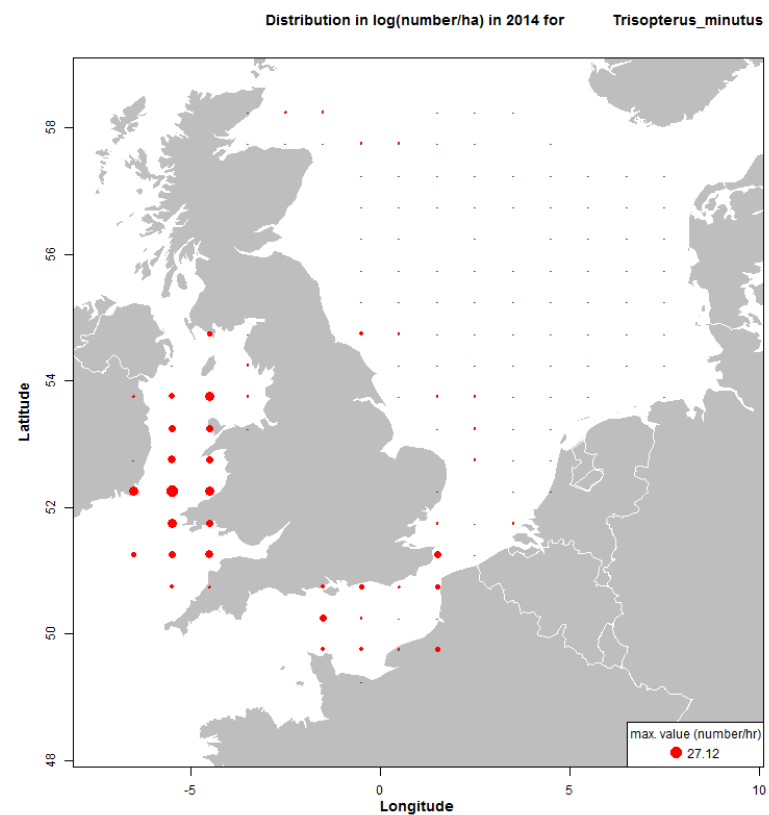 Distribution in log(number/ha) in 2014 for Trisopterus_minutus
58
56
54
52
50
48
Latitude
max. value (number/hr)
27.12
-5 0 5 10
Longitude